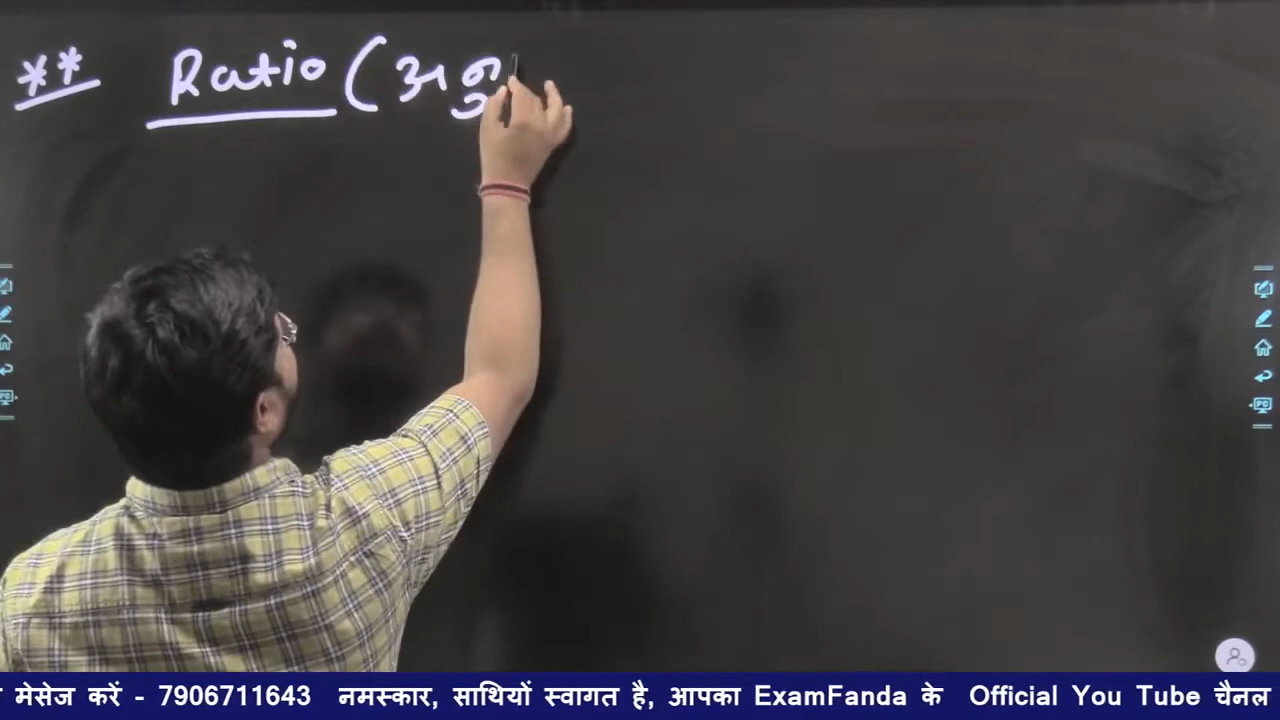 ** Ratio (अनु
मेसेज करें - 7906711643 नमस्कार, साथियों स्वागत है, आपका ExamFanda के Official You Tube चैनल